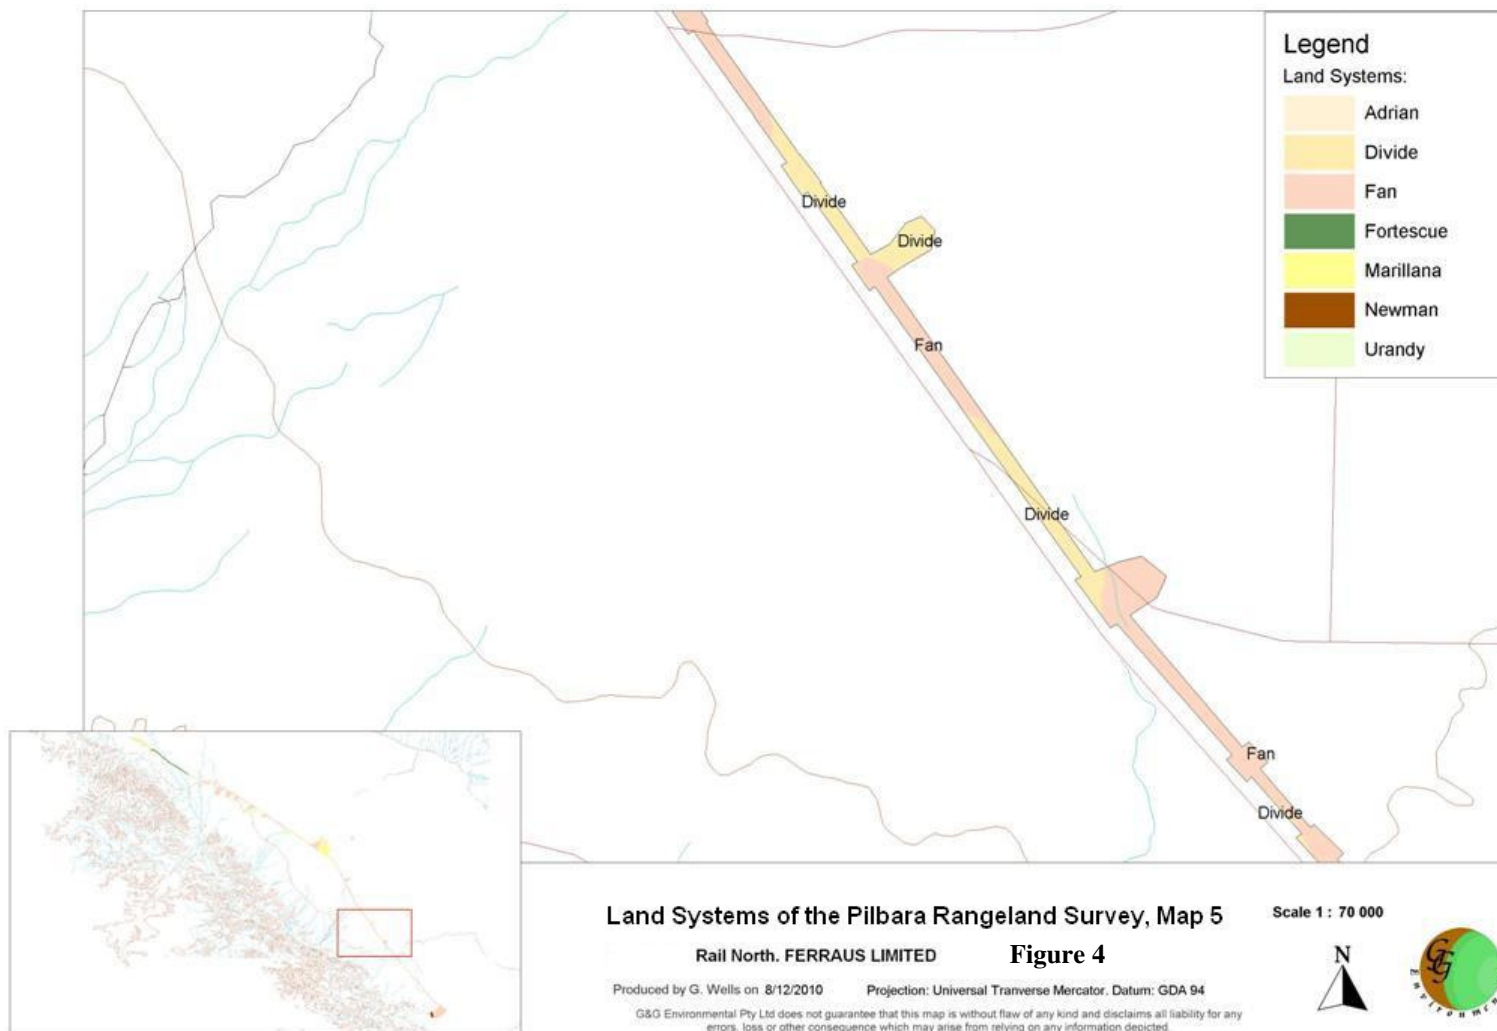 Legend
Land Systems:
Adrian
Divide
Fan
Fortescue
Marillana
Newman
Urandy
Divide
Divide
Fan
Divide
Fan
Divide
Land Systems of the Pilbara Rangeland Survey, Map 5
Scale 1 : 70 000
Rail North. FERRAUS LIMITED
Figure 4
N
Produced by G. Wells on 8/12/2010
Projection: Universal Tranverse Mercator. Datum: GDA 94
G&G Environmental Pty Ltd does not guarantee that this map is without flaw of any kind and disclaims all liability for any
errors, loss or other consequence which may arise from relying on any information depicted.